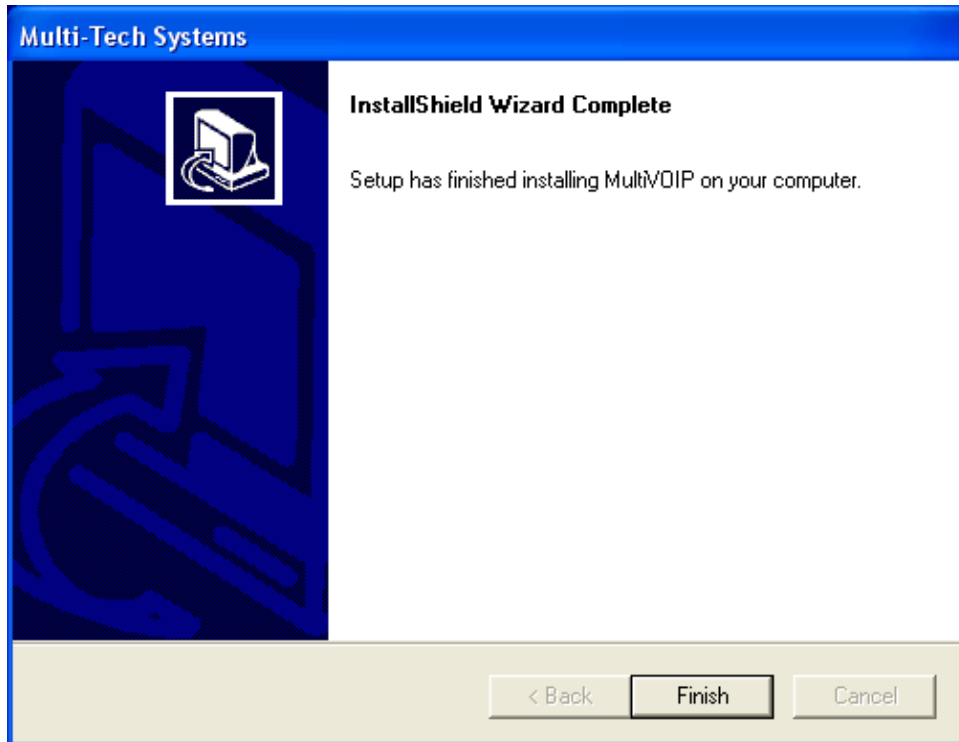 Multi-Tech Systems
InstallShield Wizard Complete
Setup has finished installing MultiVOIP on your computer.
< Back
Finish
Cancel